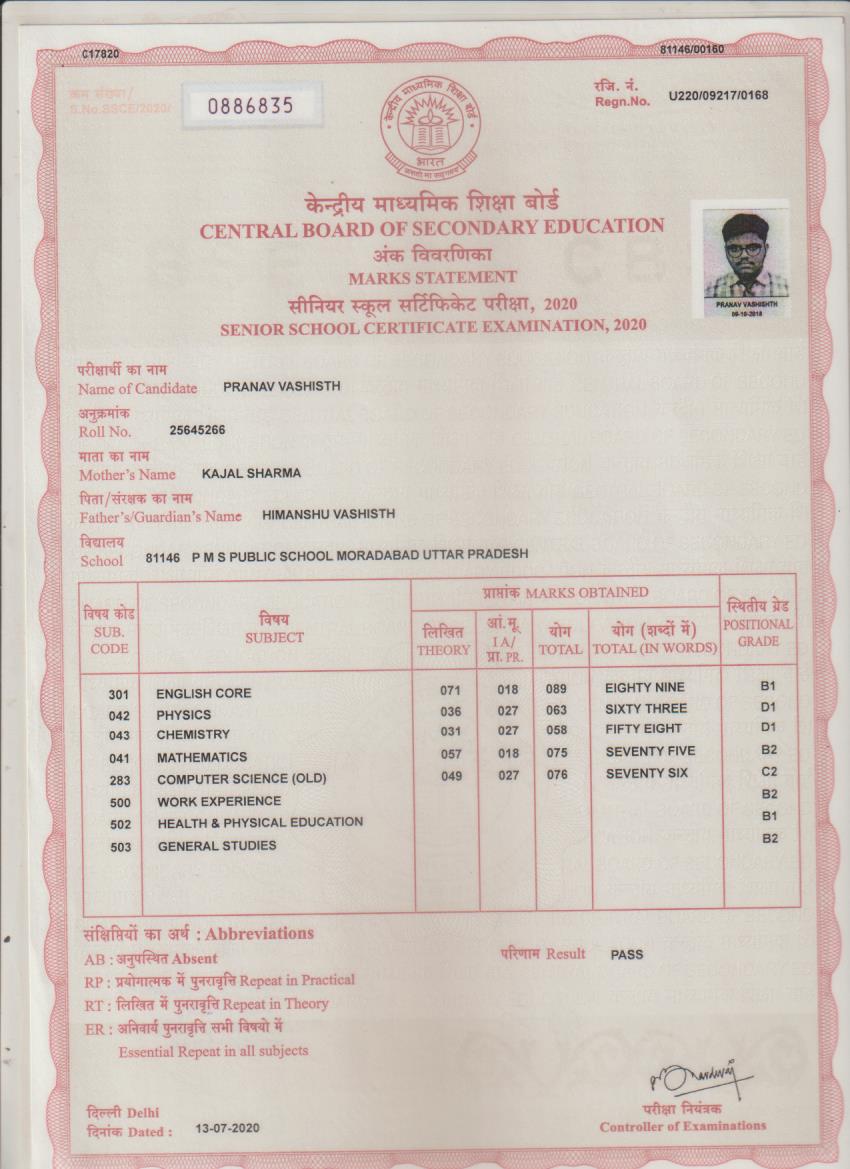 C17820 81146/00160
क्रम संख्या/ रजि. नं.
S.No.SSCE/2020/ 0886835 Regn.No. U220/09217/0168
केन्द्रीय माध्यमिक शिक्षा बोर्ड
भारत
असतो मा सद्गमय
केन्द्रीय माध्यमिक शिक्षा बोर्ड
CENTRAL BOARD OF SECONDARY EDUCATION
अंक विवरणिका
MARKS STATEMENT
सीनियर स्कूल सर्टिफिकेट परीक्षा, 2020
SENIOR SCHOOL CERTIFICATE EXAMINATION, 2020
PRANAV VASHISHTH
09-10-2018
परीक्षार्थी का नाम
Name of Candidate PRANAV VASHISTH
अनुक्रमांक
Roll No. 25645266
माता का नाम
Mother's Name KAJAL SHARMA
पिता/संरक्षक का नाम
Father's/Guardian's Name HIMANSHU VASHISTH
विद्यालय
School 81146 P M S PUBLIC SCHOOL MORADABAD UTTAR PRADESH
विषय कोड SUB. CODE विषय SUBJECT प्राप्तांक MARKS OBTAINED स्थितीय ग्रेड POSITIONAL GRADE
लिखित THEORY आं.मू. I A/ प्रा. PR. योग TOTAL योग (शब्दों में) TOTAL (IN WORDS)
301 ENGLISH CORE 071 018 089 EIGHTY NINE B1
042 PHYSICS 036 027 063 SIXTY THREE D1
043 CHEMISTRY 031 027 058 FIFTY EIGHT D1
041 MATHEMATICS 057 018 075 SEVENTY FIVE B2
283 COMPUTER SCIENCE (OLD) 049 027 076 SEVENTY SIX C2
500 WORK EXPERIENCE B2
502 HEALTH & PHYSICAL EDUCATION B1
503 GENERAL STUDIES B2
संक्षिप्तियों का अर्थ : Abbreviations
AB : अनुपस्थित Absent परिणाम Result PASS
RP : प्रयोगात्मक में पुनरावृत्ति Repeat in Practical
RT : लिखित में पुनरावृत्ति Repeat in Theory
ER : अनिवार्य पुनरावृत्ति सभी विषयो में
Essential Repeat in all subjects
दिल्ली Delhi परीक्षा नियंत्रक
दिनांक Dated : 13-07-2020 Controller of Examinations